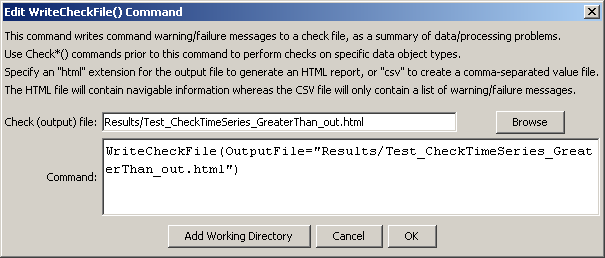 Edit WriteCheckFile() Command
This command writes command warning/failure messages to a check file, as a summary of data/processing problems.
Use Check*() commands prior to this command to perform checks on specific data object types.
Specify an "html" extension for the output file to generate an HTML report, or "csv" to create a comma-separated value file.
The HTML file will contain navigable information whereas the CSV file will only contain a list of warning/failure messages.
Check (output) file: Results/Test_CheckTimeSeries_GreaterThan_out.html Browse
WriteCheckFile(OutputFile="Results/Test_CheckTimeSeries_Grea
Command: terThan_out.html")
Add Working Directory Cancel OK